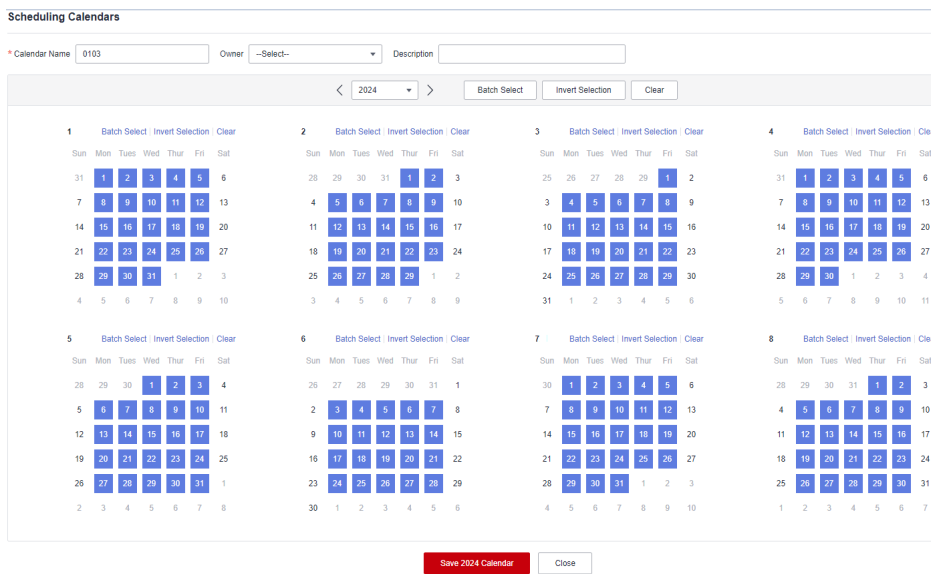 Scheduling Calendars
* Calendar Name 0103 Owner --Select-- Description
2024 Batch Select Invert Selection Clear
1 Batch Select | Invert Selection | Clear 2 Batch Select | Invert Selection | Clear 3 Batch Select | Invert Selection | Clear 4 Batch Select | Invert Selection | Cle
Sun Mon Tues Wed Thur Fri Sat Sun Mon Tues Wed Thur Fri Sat Sun Mon Tues Wed Thur Fri Sat Sun Mon Tues Wed Thur Fri Sat
31 1 2 3 4 5 6 28 29 30 31 1 2 3 25 26 27 28 29 1 2 31 1 2 3 4 5 6
7 8 9 10 11 12 13 4 5 6 7 8 9 10 3 4 5 6 7 8 9 7 8 9 10 11 12 13
14 15 16 17 18 19 20 11 12 13 14 15 16 17 10 11 12 13 14 15 16 14 15 16 17 18 19 20
21 22 23 24 25 26 27 18 19 20 21 22 23 24 17 18 19 20 21 22 23 21 22 23 24 25 26 27
28 29 30 31 1 2 3 25 26 27 28 29 1 2 24 25 26 27 28 29 30 28 29 30 1 2 3 4
4 5 6 7 8 9 10 3 4 5 6 7 8 9 31 1 2 3 4 5 6 5 6 7 8 9 10 11
5 Batch Select | Invert Selection | Clear 6 Batch Select | Invert Selection | Clear 7 Batch Select | Invert Selection | Clear 8 Batch Select | Invert Selection | Cle
Sun Mon Tues Wed Thur Fri Sat Sun Mon Tues Wed Thur Fri Sat Sun Mon Tues Wed Thur Fri Sat Sun Mon Tues Wed Thur Fri Sat
28 29 30 1 2 3 4 26 27 28 29 30 31 1 30 1 2 3 4 5 6 28 29 30 31 1 2 3
5 6 7 8 9 10 11 2 3 4 5 6 7 8 7 8 9 10 11 12 13 4 5 6 7 8 9 10
12 13 14 15 16 17 18 9 10 11 12 13 14 15 14 15 16 17 18 19 20 11 12 13 14 15 16 17
19 20 21 22 23 24 25 16 17 18 19 20 21 22 21 22 23 24 25 26 27 18 19 20 21 22 23 24
26 27 28 29 30 31 1 23 24 25 26 27 28 29 28 29 30 31 1 2 3 25 26 27 28 29 30 31
2 3 4 5 6 7 8 30 1 2 3 4 5 6 4 5 6 7 8 9 10 1 2 3 4 5 6 7
Save 2024 Calendar Close